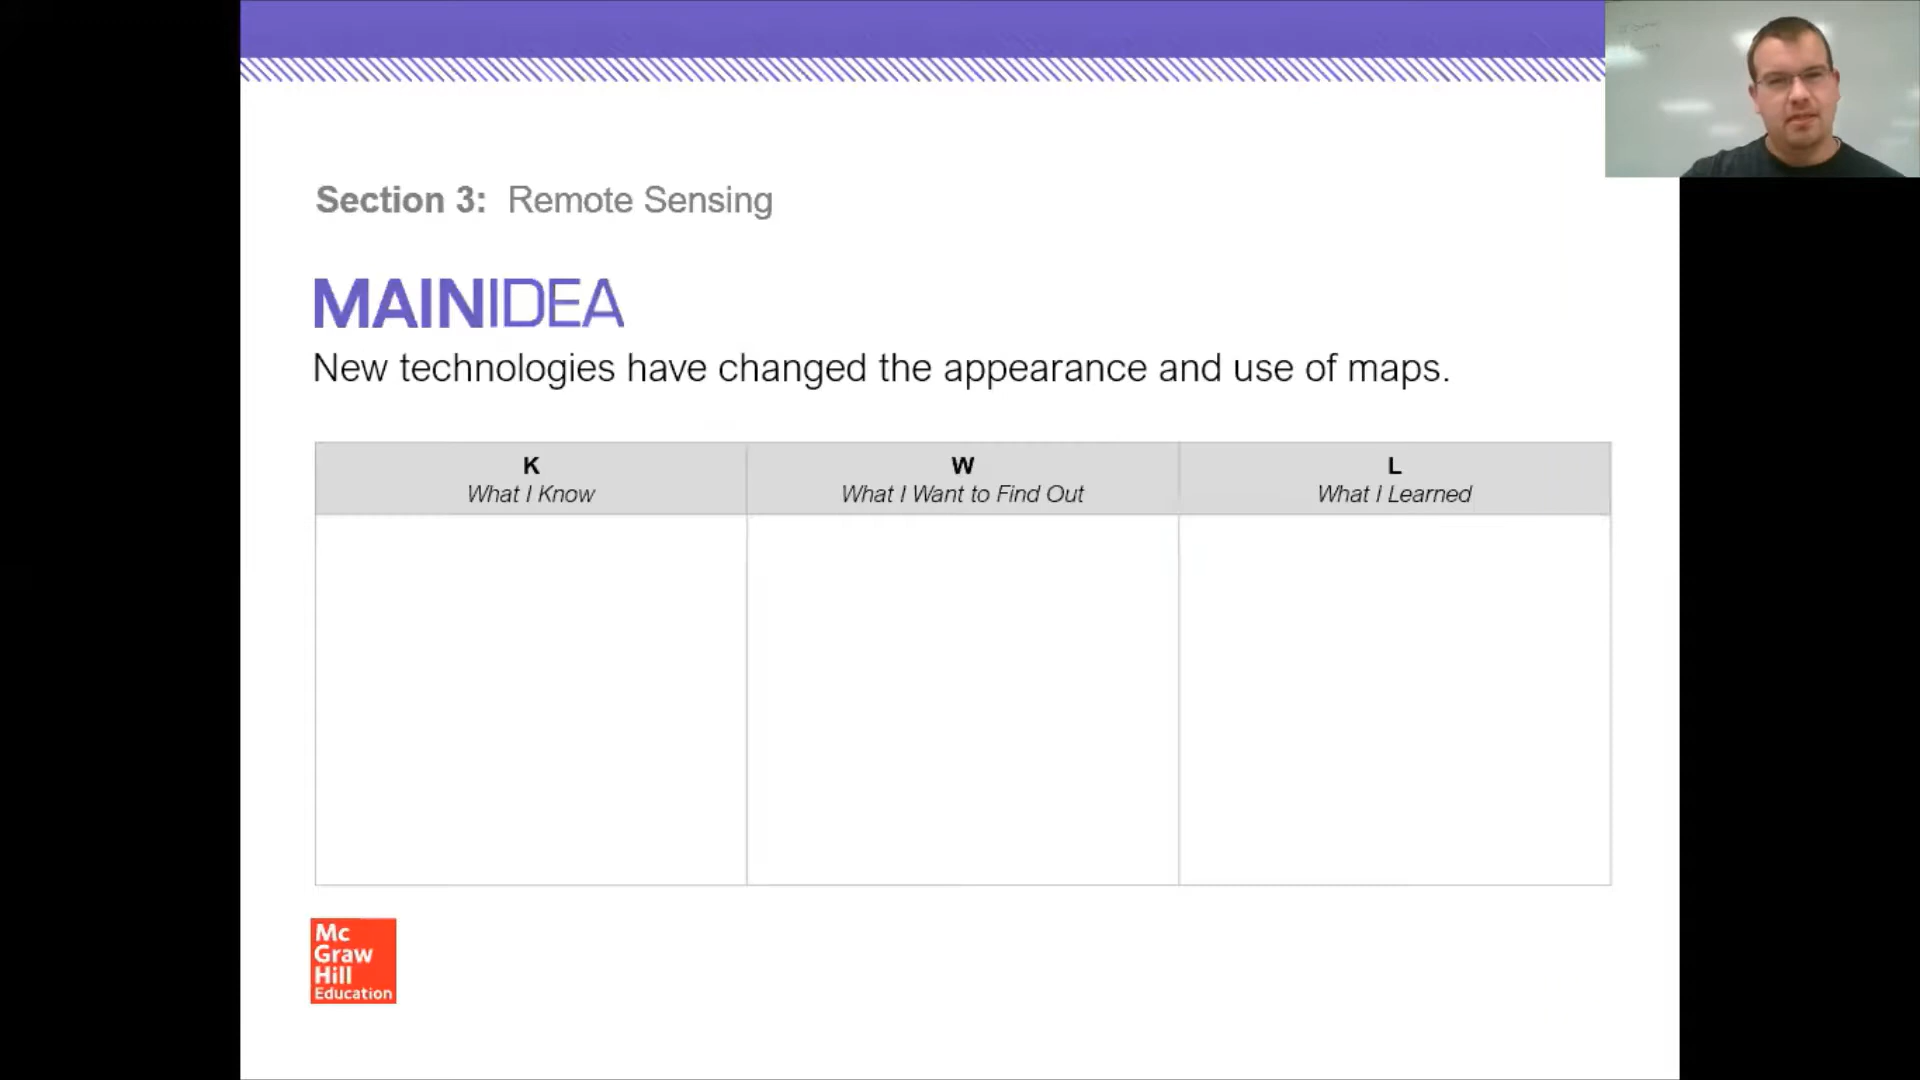 Section 3: Remote Sensing
MAINIDEA
New technologies have changed the appearance and use of maps.
K
What I Know
W
What I Want to Find Out
L
What I Learned
Mc
Graw
Hill
Education